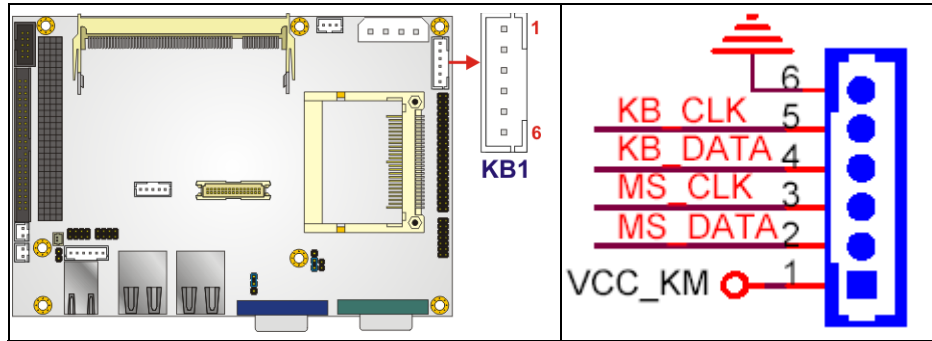 1
6
KB1
6
KB_CLK 5
KB_DATA 4
MS_CLK 3
MS_DATA 2
VCC_KM 1